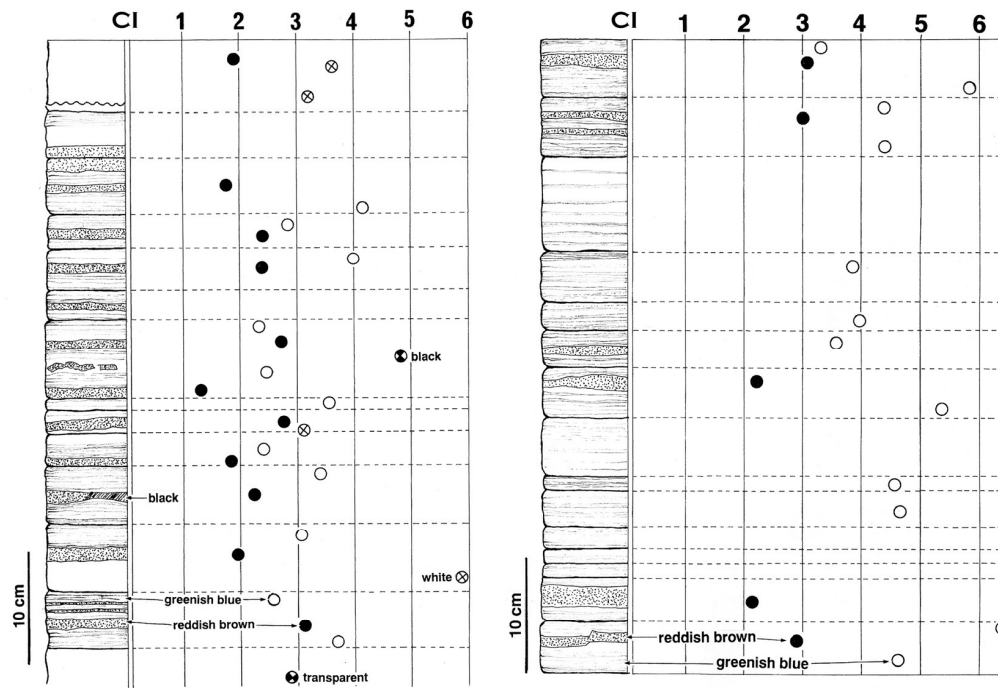 CI 1 2 3 4 5 6
black
black
white
greenish blue
reddish brown
transparent
10 cm
CI 1 2 3 4 5 6
reddish brown
greenish blue
10 cm